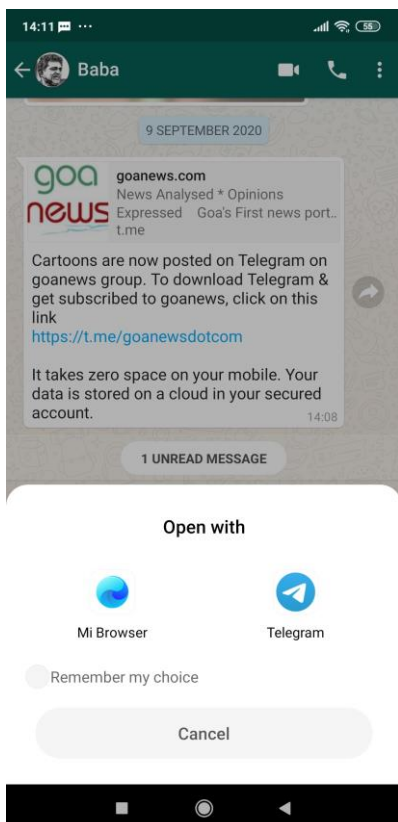 14:11 ... 55
Baba
9 SEPTEMBER 2020
goa
news
goanews.com
News Analysed * Opinions
Expressed Goa's First news port..
t.me
Cartoons are now posted on Telegram on
goanews group. To download Telegram &
get subscribed to goanews, click on this
link
https://t.me/goanewsdotcom
It takes zero space on your mobile. Your
data is stored on a cloud in your secured
account.
14:08
1 UNREAD MESSAGE
Open with
Mi Browser
Telegram
Remember my choice
Cancel